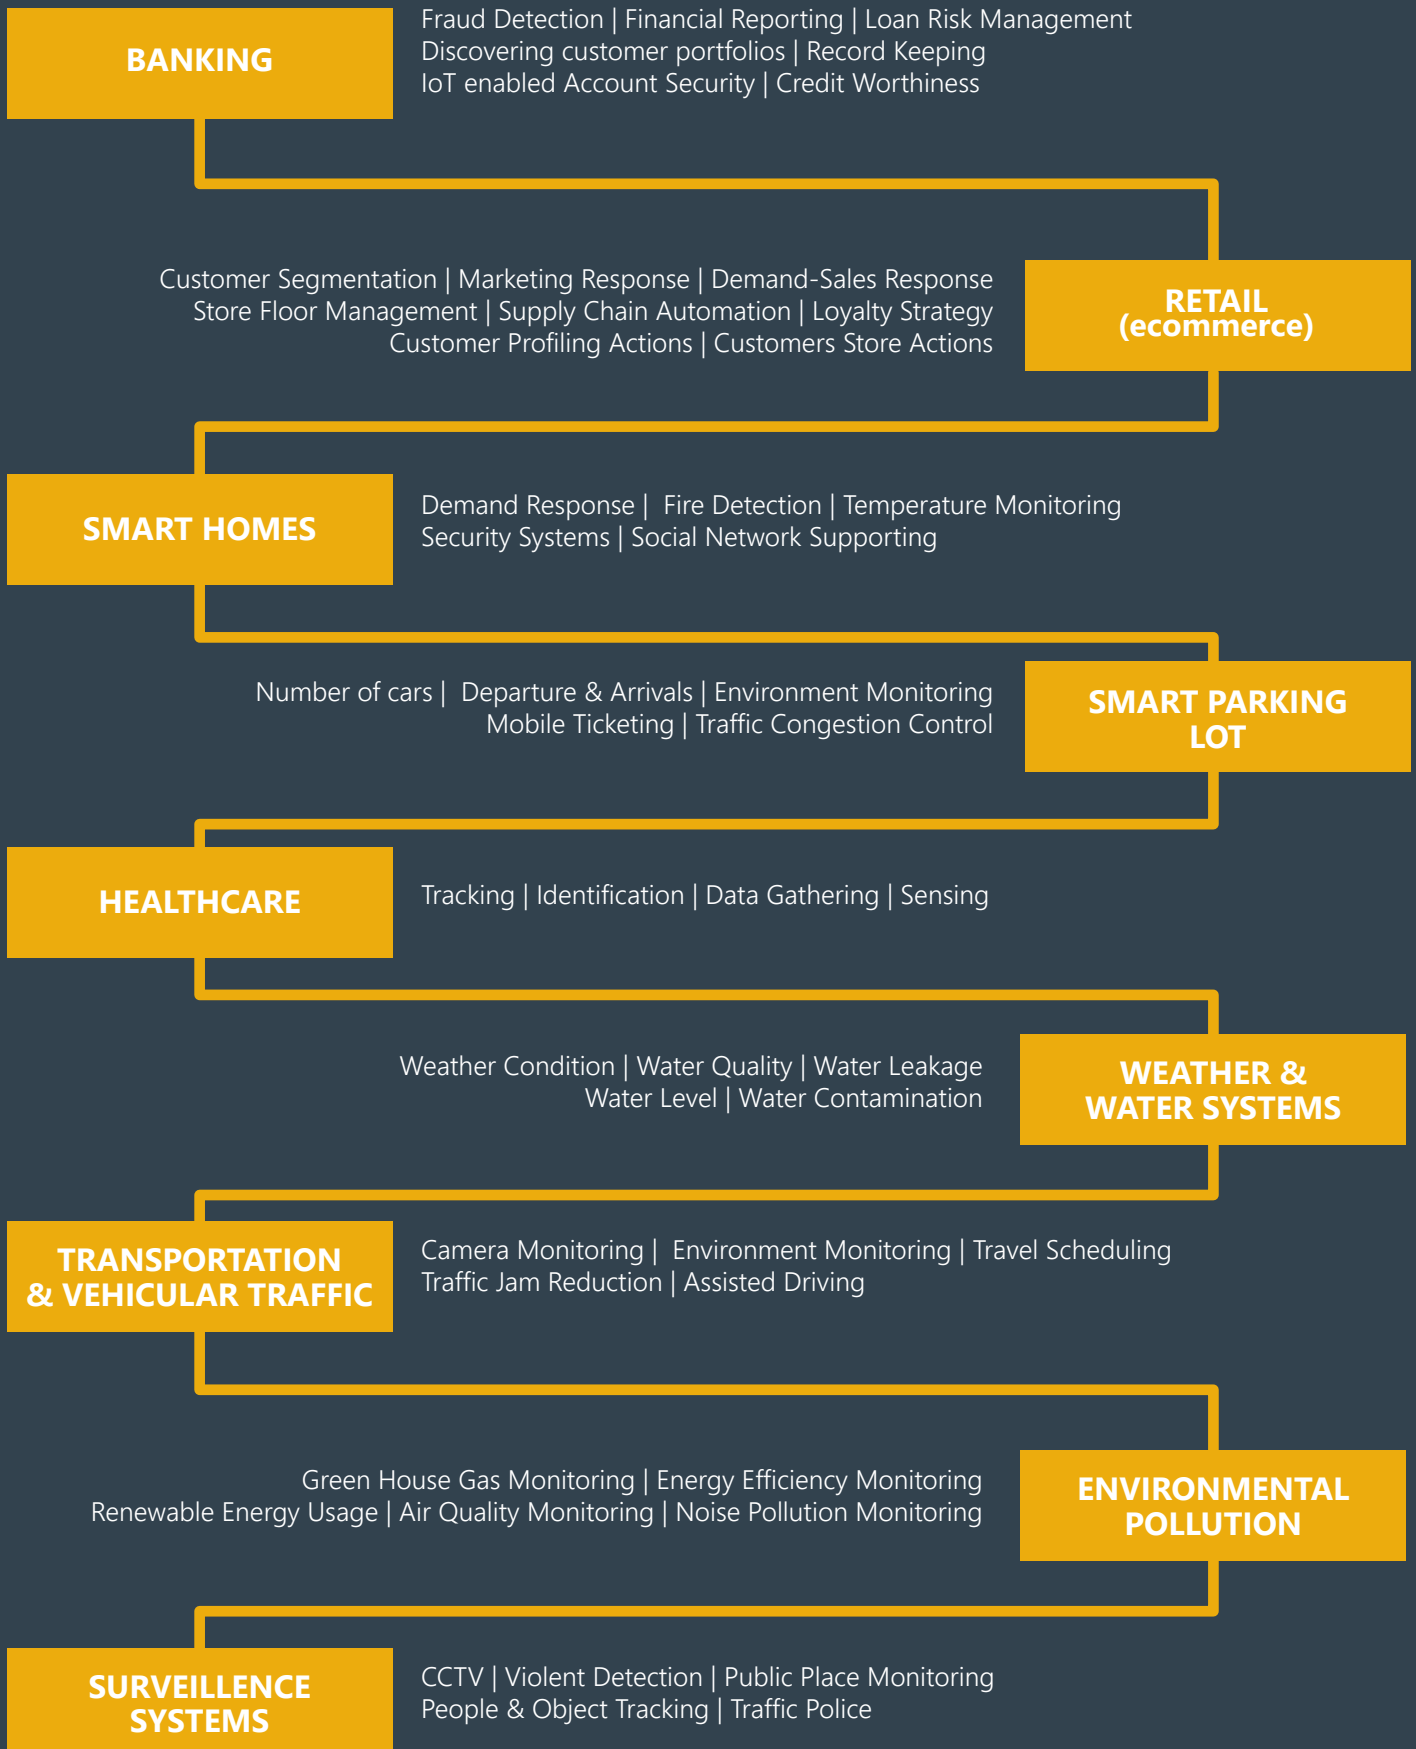 BANKING
Fraud Detection | Financial Reporting | Loan Risk Management
Discovering customer portfolios | Record Keeping
IoT enabled Account Security | Credit Worthiness
Customer Segmentation | Marketing Response | Demand-Sales Response
Store Floor Management | Supply Chain Automation | Loyalty Strategy
Customer Profiling Actions | Customers Store Actions
RETAIL
(ecommerce)
SMART HOMES
Demand Response | Fire Detection | Temperature Monitoring
Security Systems | Social Network Supporting
Number of cars | Departure & Arrivals | Environment Monitoring
Mobile Ticketing | Traffic Congestion Control
SMART PARKING
LOT
HEALTHCARE
Tracking | Identification | Data Gathering | Sensing
Weather Condition | Water Quality | Water Leakage
Water Level | Water Contamination
WEATHER &
WATER SYSTEMS
TRANSPORTATION
& VEHICULAR TRAFFIC
Camera Monitoring | Environment Monitoring | Travel Scheduling
Traffic Jam Reduction | Assisted Driving
Green House Gas Monitoring | Energy Efficiency Monitoring
Renewable Energy Usage | Air Quality Monitoring | Noise Pollution Monitoring
ENVIRONMENTAL
POLLUTION
SURVEILLENCE
SYSTEMS
CCTV | Violent Detection | Public Place Monitoring
People & Object Tracking | Traffic Police